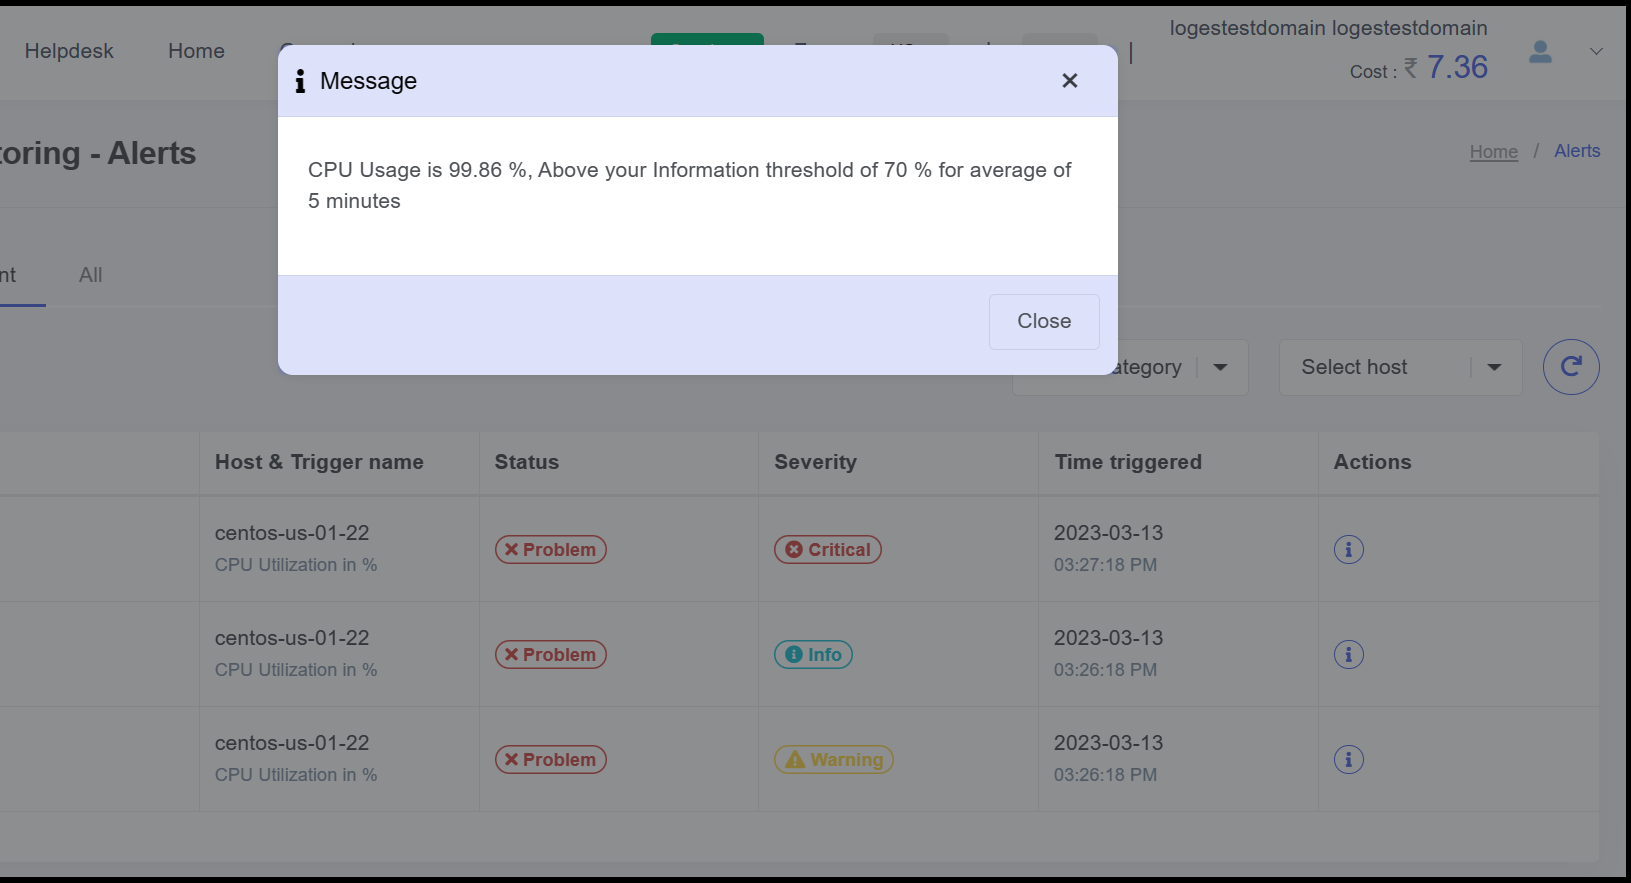 logestestdomain logestestdomain
Helpdesk Home
Cost : ₹ 7.36
Message
- Alerts
Home / Alerts
CPU Usage is 99.86 %, Above your Information threshold of 70 % for average of
5 minutes
All
Close
Select host
Host & Trigger name Status Severity Time triggered Actions
centos-us-01-22
CPU Utilization in %
Problem
Critical
2023-03-13
03:27:18 PM
centos-us-01-22
CPU Utilization in %
Problem
Info
2023-03-13
03:26:18 PM
centos-us-01-22
CPU Utilization in %
Problem
Warning
2023-03-13
03:26:18 PM